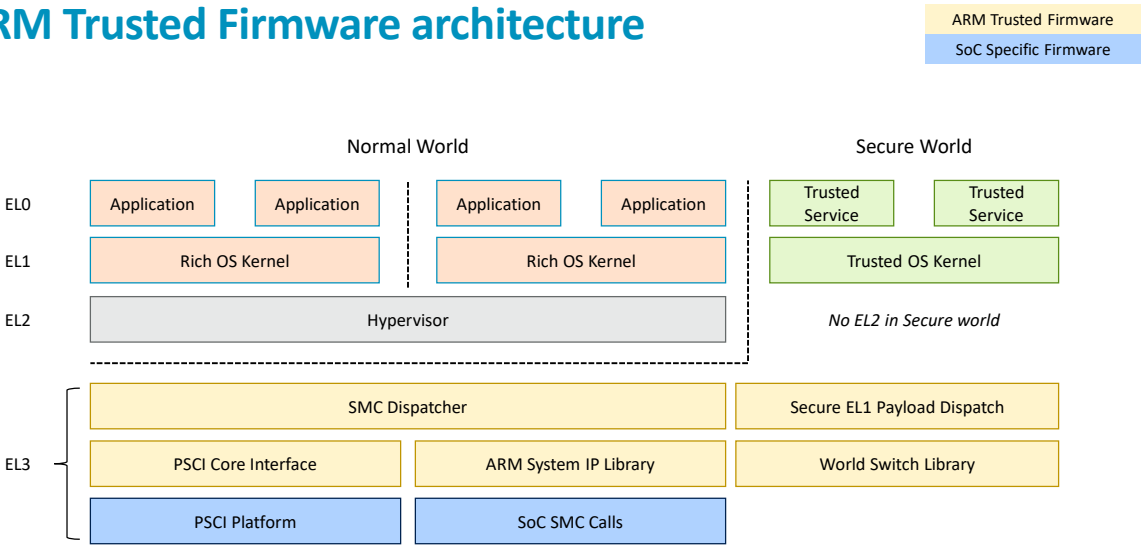 RM Trusted Firmware architecture
ARM Trusted Firmware
SoC Specific Firmware
Normal World
Secure World
EL0
Application
Application
Application
Application
Trusted
Service
Trusted
Service
EL1
Rich OS Kernel
Rich OS Kernel
Trusted OS Kernel
EL2
Hypervisor
No EL2 in Secure world
SMC Dispatcher
Secure EL1 Payload Dispatch
EL3
PSCI Core Interface
ARM System IP Library
World Switch Library
PSCI Platform
SoC SMC Calls